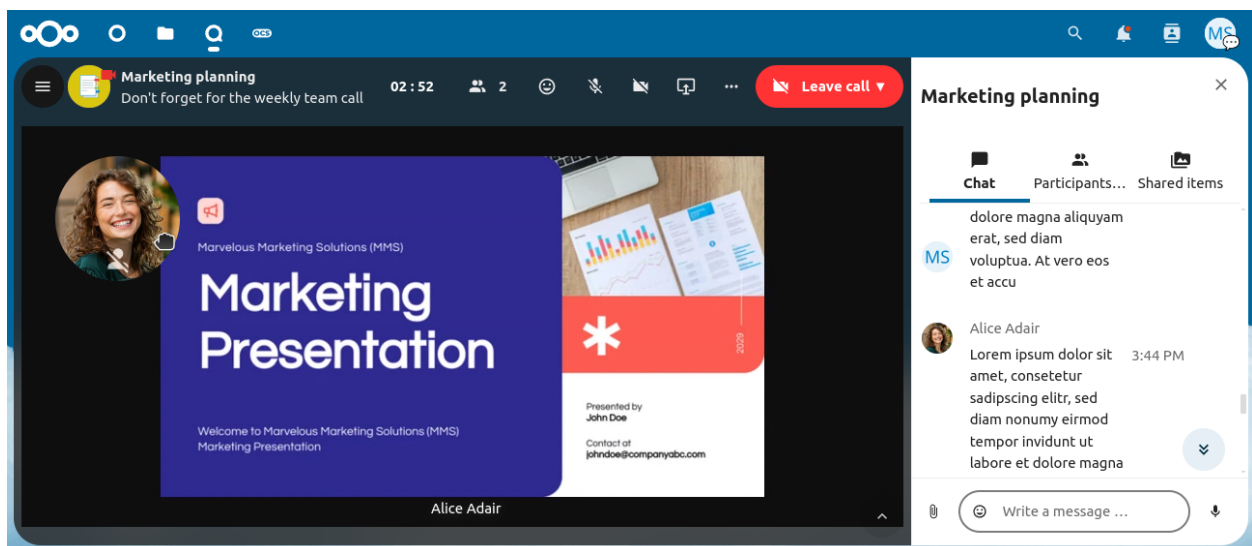 ocs
MS
Marketing planning
Don't forget for the weekly team call
02 : 52
2
Leave call
Marvelous Marketing Solutions (MMS)
Marketing
Presentation
Welcome to Marvelous Marketing Solutions (MMS)
Marketing Presentation
2029
Presented by
John Doe
Contact at
johndoe@companyabc.com
Alice Adair
Marketing planning
Chat
Participants...
Shared items
dolore magna aliquyam
erat, sed diam
MS
voluptua. At vero eos
et accu
Alice Adair
Lorem ipsum dolor sit
3:44 PM
amet, consetetur
sadipscing elitr, sed
diam nonumy eirmod
tempor invidunt ut
labore et dolore magna
Write a message ...